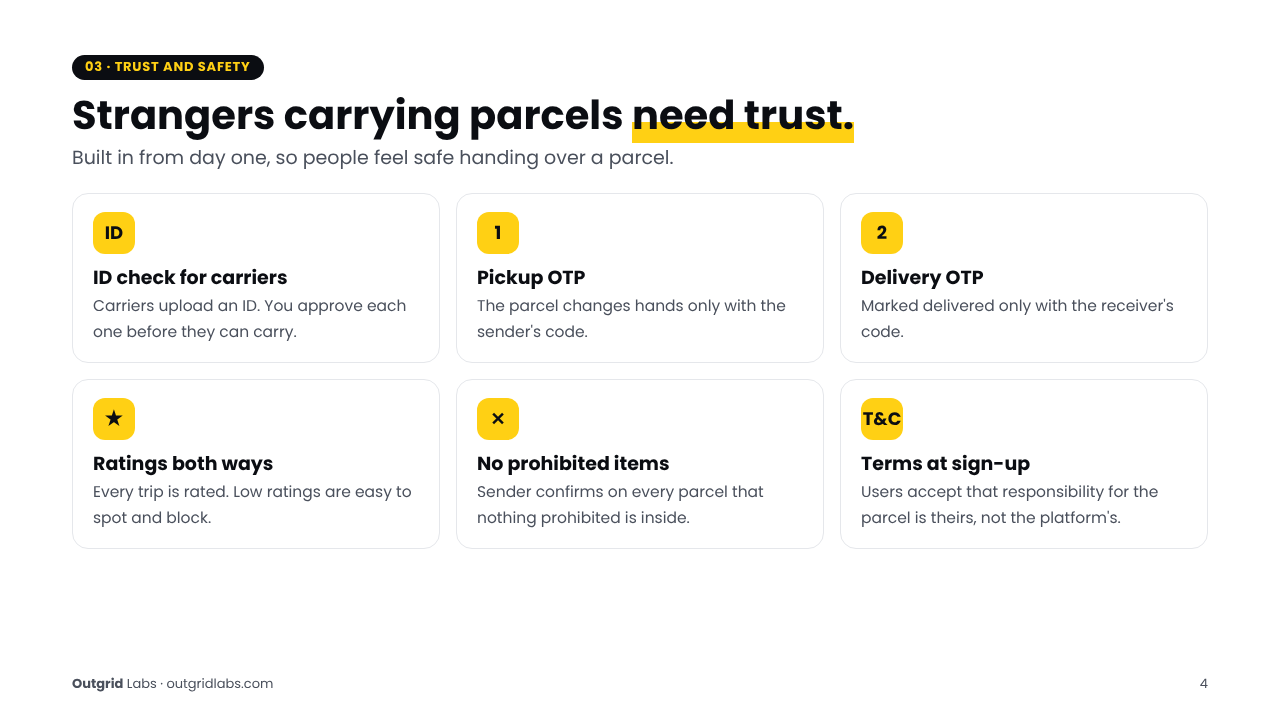 03 · TRUST AND SAFETY
Strangers carrying parcels need trust.
Built in from day one, so people feel safe handing over a parcel.
ID
ID check for carriers
Carriers upload an ID. You approve each
one before they can carry.
1
Pickup OTP
The parcel changes hands only with the
sender's code.
2
Delivery OTP
Marked delivered only with the receiver's
code.
★
Ratings both ways
Every trip is rated. Low ratings are easy to
spot and block.
✕
No prohibited items
Sender confirms on every parcel that
nothing prohibited is inside.
T&C
Terms at sign-up
Users accept that responsibility for the
parcel is theirs, not the platform's.
Outgrid Labs · outgridlabs.com
4